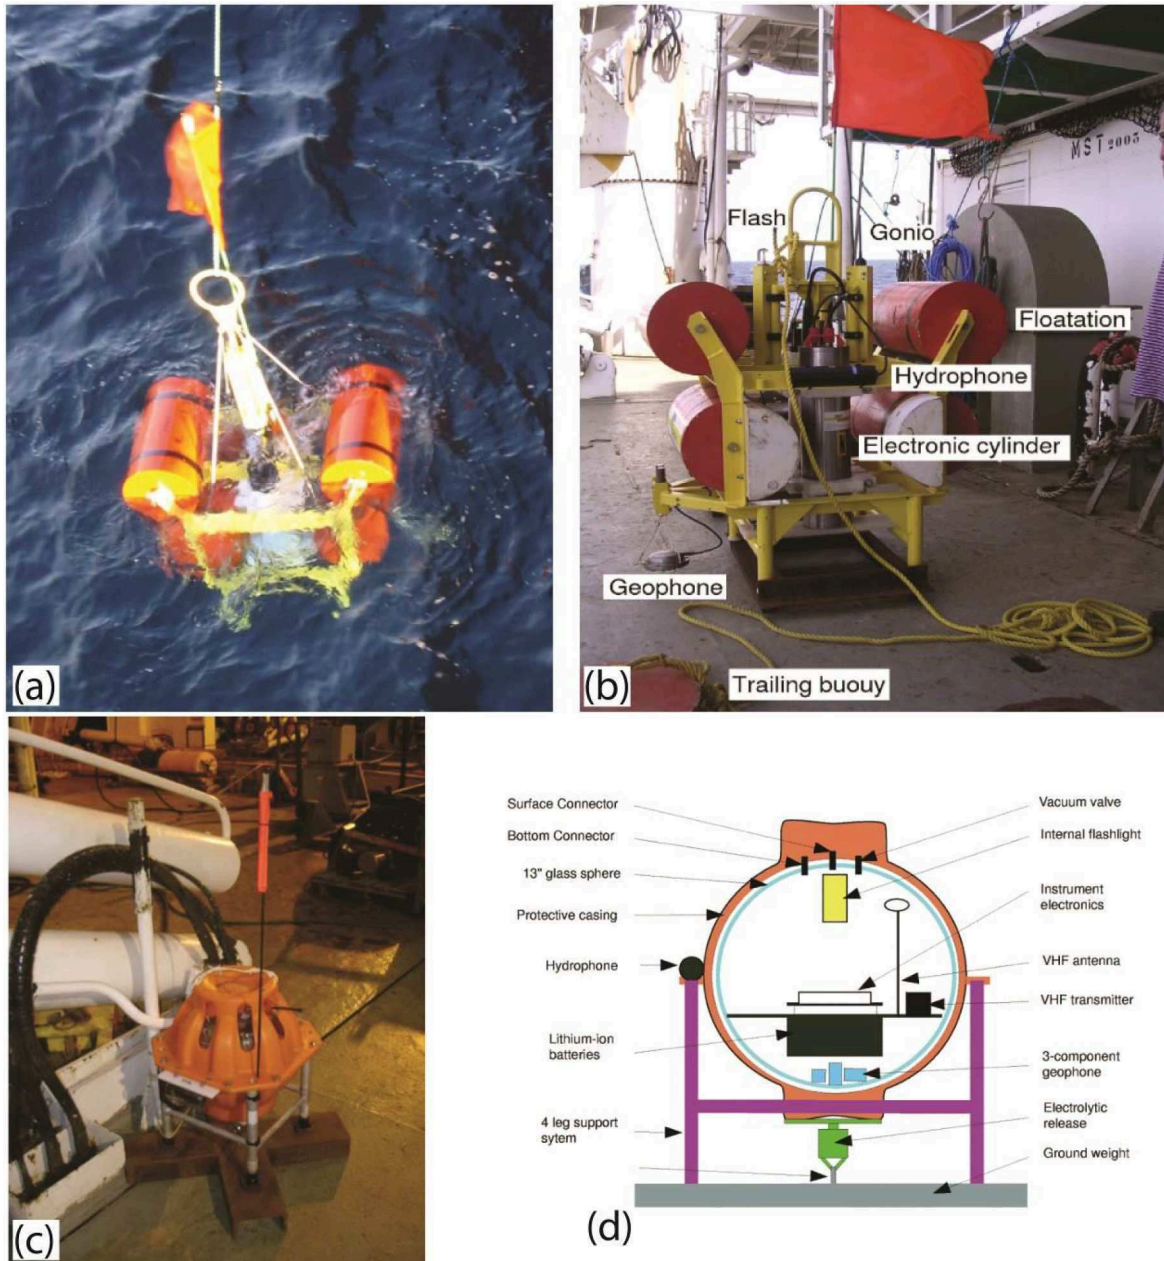 MST 2005
Flash
Gonio
Floatation
Hydrophone
Electronic cylinder
Geophone
Trailing buouy
(a)
(b)
Surface Connector
Bottom Connector
13" glass sphere
Protective casing
Hydrophone
Lithium-ion
batteries
4 leg support
sytem
Vacuum valve
Internal flashlight
Instrument
electronics
VHF antenna
VHF transmitter
3-component
geophone
Electrolytic
release
Ground weight
(c)
(d)